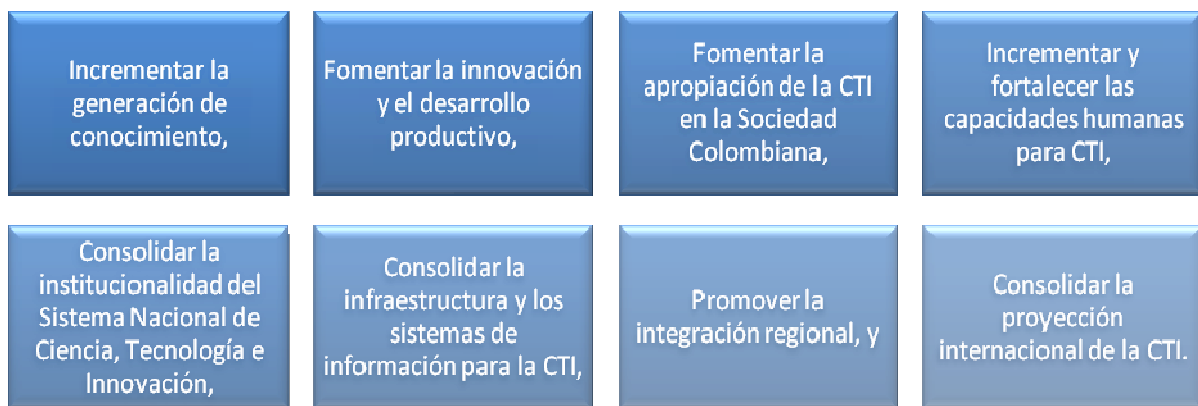 Incrementar la
generación de
conocimiento,
Fomentar la innovación
y el desarrollo
productivo,
Fomentar la
apropiación de la CTI
en la Sociedad
Colombiana,
Incrementar y
fortalecer las
capacidades humanas
para CTI,
Consolidar la
institucionalidad del
Sistema Nacional de
Ciencia, Tecnología e
Innovación,
Consolidar la
infraestructura y los
sistemas de
información para la CTI,
Promover la
integración regional, y
Consolidar la
proyección
internacional de la CTI.